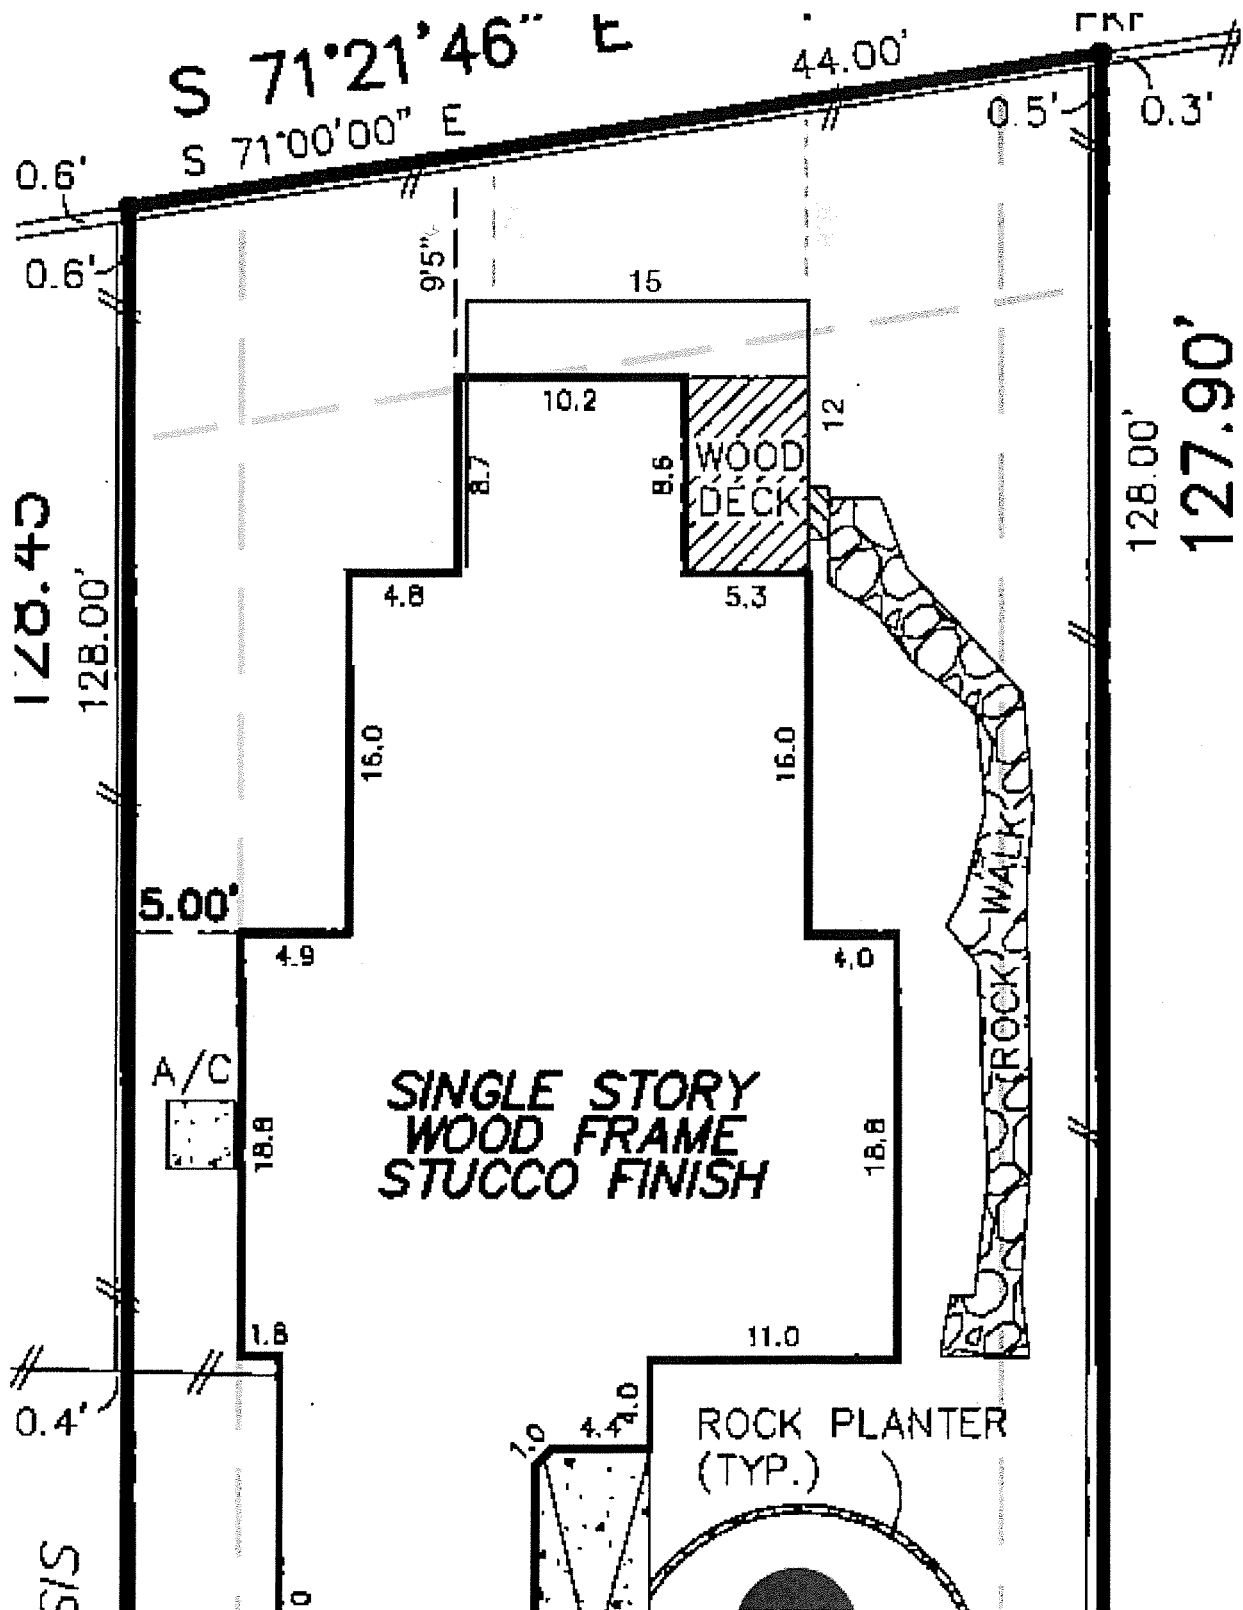 S 71°21'46" E
44.00'
S 71°00'00" E
0.5'
0.3'
0.6'
0.6'
9'5"
15
10.2
12
8.7
8.6
WOOD
DECK
127.90'
128.00'
128.45
128.00'
4.8
5.3
16.0
16.0
5.00'
4.9
4.0
WALK
ROCK
A/C
SINGLE STORY
WOOD FRAME
STUCCO FINISH
18.8
18.8
1.8
11.0
0.4'
4.0
4.4
1.0
ROCK PLANTER
(TYP.)